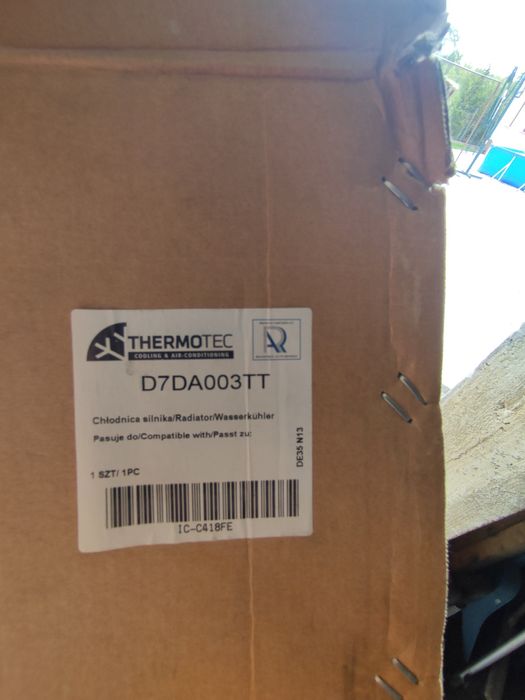 THERMOTEC
COOLING & AIR-CONDITIONING
D7DA003TT
Chłodnica silnika/Radiator/Wasserkühler
Pasuje do/Compatible with/Passt zu:
1 SZT/ 1PC
DE35 N13
IC-C418FE